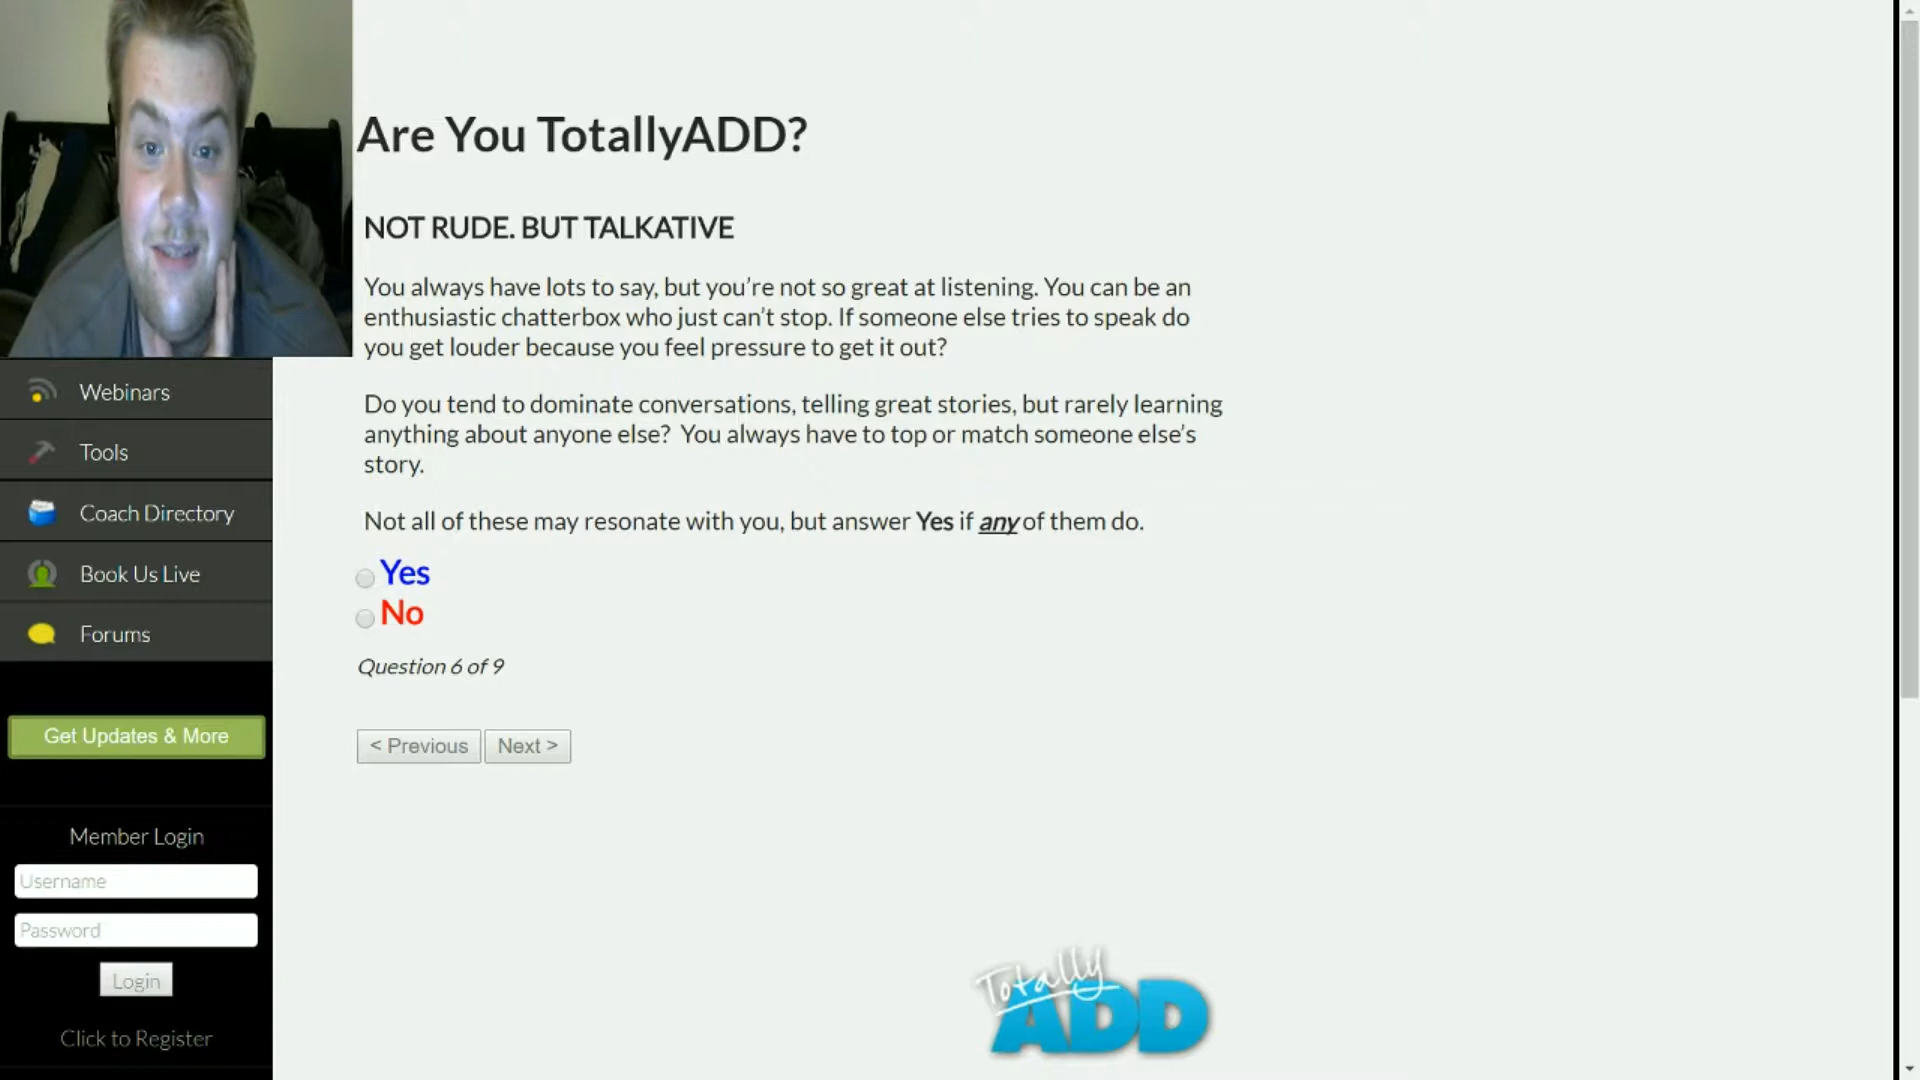 Are You TotallyADD?
NOT RUDE. BUT TALKATIVE
You always have lots to say, but you're not so great at listening. You can be an
enthusiastic chatterbox who just can't stop. If someone else tries to speak do
you get louder because you feel pressure to get it out?
Do you tend to dominate conversations, telling great stories, but rarely learning
anything about anyone else?  You always have to top or match someone else's
story.
Not all of these may resonate with you, but answer Yes if any of them do.
Yes
No
Question 6 of 9
< Previous Next >
Webinars
Tools
Coach Directory
Book Us Live
Forums
Get Updates & More
Member Login
Username
Password
Login
Click to Register
Totally
ADD